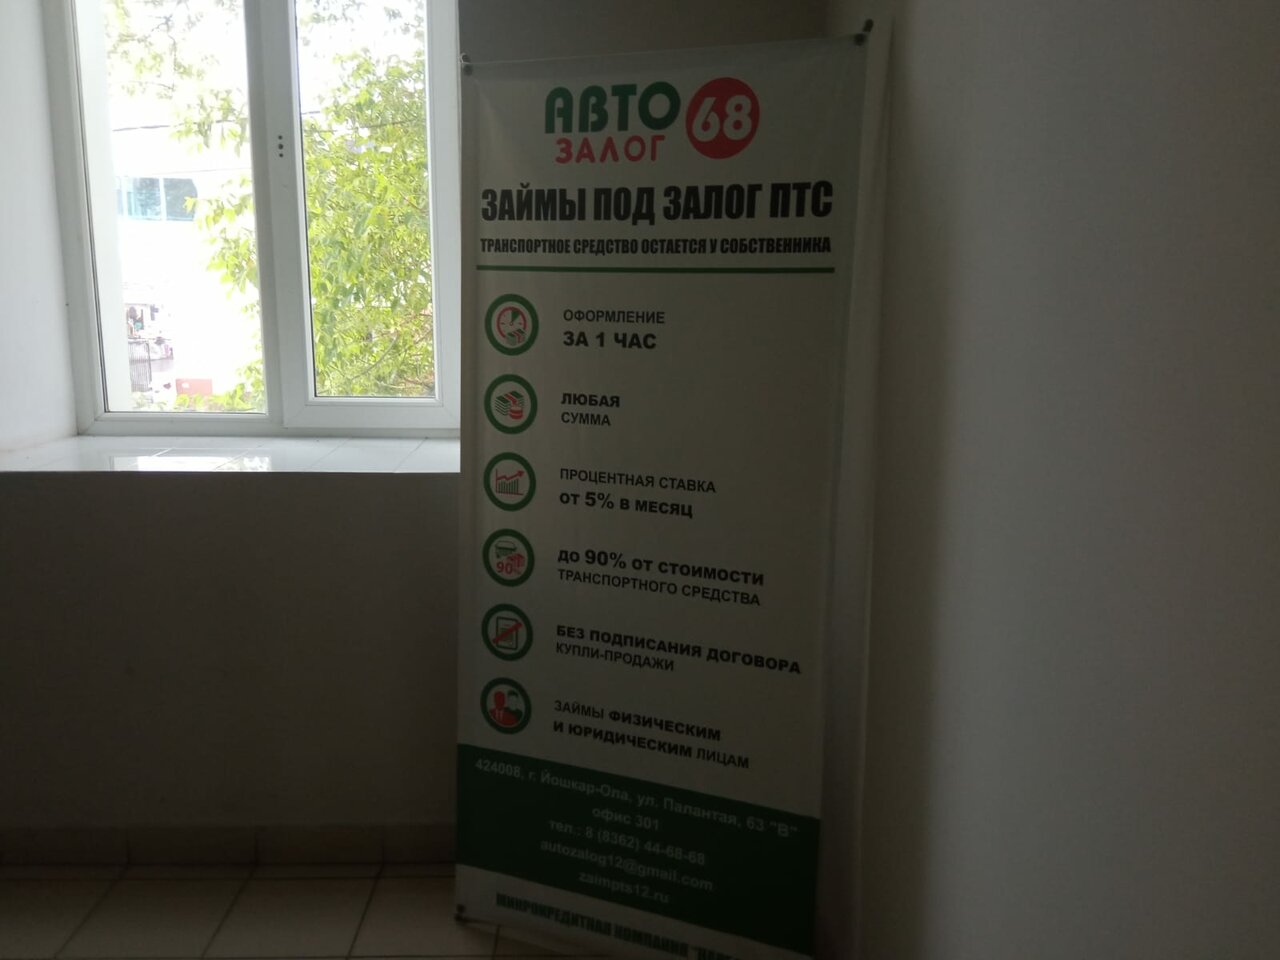 АВТО 68
ЗАЛОГ
ЗАЙМЫ ПОД ЗАЛОГ ПТС
ТРАНСПОРТНОЕ СРЕДСТВО ОСТАЕТСЯ У СОБСТВЕННИКА
ОФОРМЛЕНИЕ
ЗА 1 ЧАС
ЛЮБАЯ
СУММА
ПРОЦЕНТНАЯ СТАВКА
ОТ 5% В МЕСЯЦ
90%
ДО 90% ОТ СТОИМОСТИ
ТРАНСПОРТНОГО СРЕДСТВА
БЕЗ ПОДПИСАНИЯ ДОГОВОРА
КУПЛИ-ПРОДАЖИ
ЗАЙМЫ ФИЗИЧЕСКИМ
И ЮРИДИЧЕСКИМ ЛИЦАМ
424008, г. Йошкар-Ола, ул. Палантая, 63 "В"
офис 301
тел.: 8 (8362) 44-68-68
autozalog12@gmail.com
zaimpts12.ru
МИКРОКРЕДИТНАЯ КОМПАНИЯ